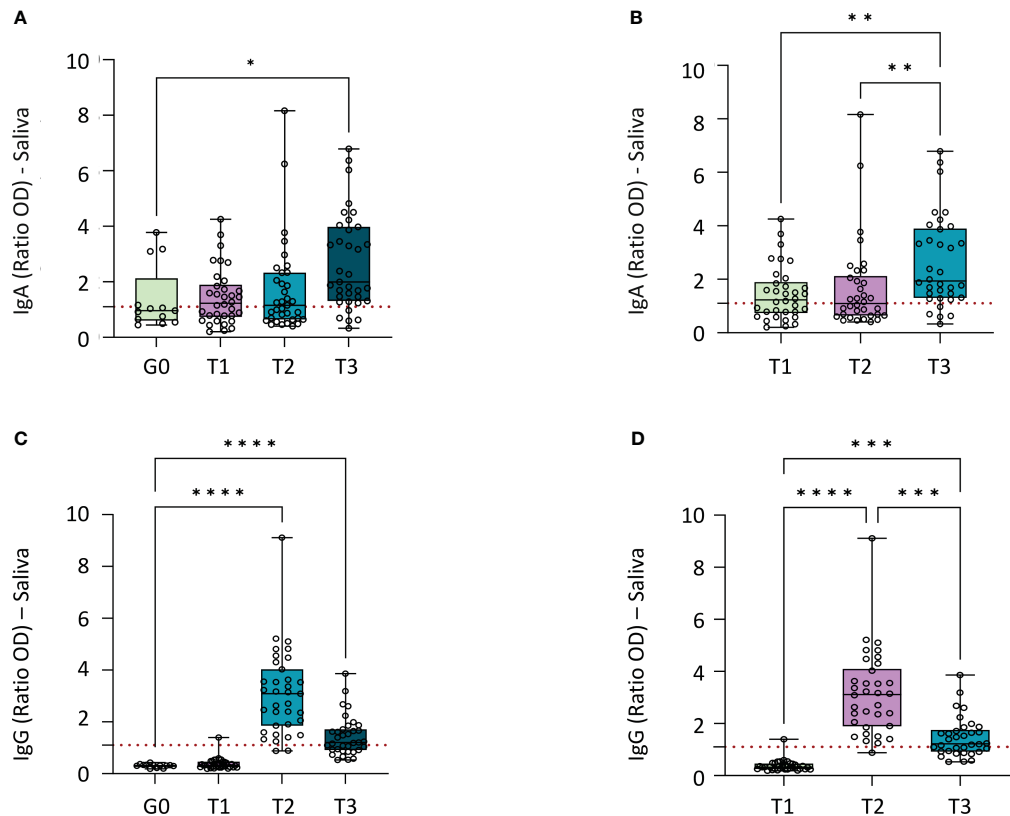 A
IgA (Ratio OD) - Saliva
10
8
6
4
2
0
*
G0 T1 T2 T3
B
IgA (Ratio OD) - Saliva
10
8
6
4
2
0
* *
* *
T1 T2 T3
C
IgG (Ratio OD) – Saliva
10
8
6
4
2
0
* * * *
* * * *
G0 T1 T2 T3
D
IgG (Ratio OD) – Saliva
10
8
6
4
2
0
* * *
* * * * * * *
T1 T2 T3